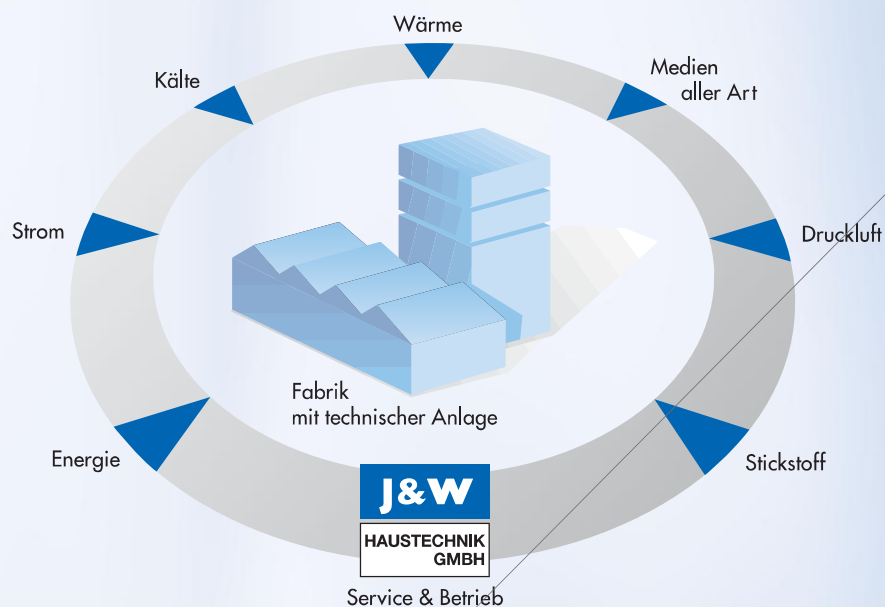 Wärme
Kälte
Medien
aller Art
Strom
Druckluft
Fabrik
mit technischer Anlage
Energie
Stickstoff
J&W
HAUSTECHNIK
GMBH
Service & Betrieb